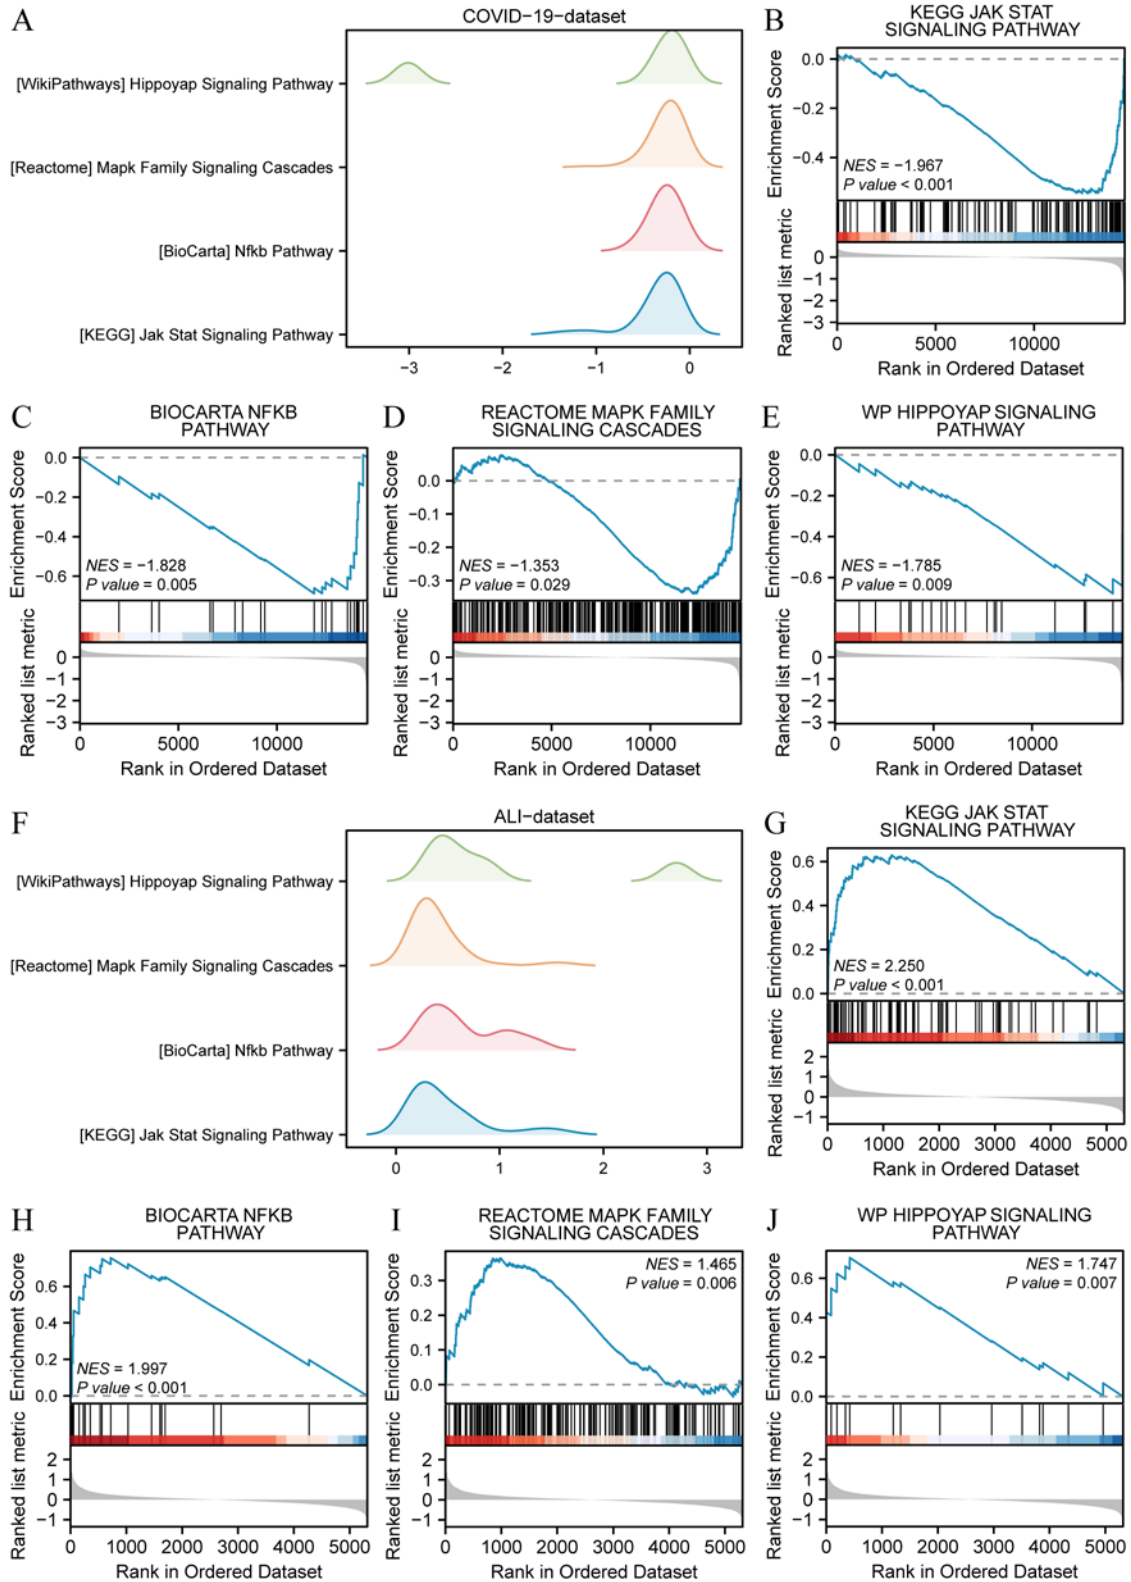 A
COVID−19−dataset
[WikiPathways] Hippoyap Signaling Pathway
[Reactome] Mapk Family Signaling Cascades
[BioCarta] Nfkb Pathway
[KEGG] Jak Stat Signaling Pathway
−3 −2 −1 0
B
KEGG JAK STAT
SIGNALING PATHWAY
Enrichment Score
0.0
−0.2
−0.4
NES = −1.967
P value < 0.001
Ranked list metric
0
−1
−2
−3
0 5000 10000
Rank in Ordered Dataset
C
BIOCARTA NFKB
PATHWAY
Enrichment Score
0.0
−0.2
−0.4
−0.6
NES = −1.828
P value = 0.005
Ranked list metric
0
−1
−2
−3
0 5000 10000
Rank in Ordered Dataset
D
REACTOME MAPK FAMILY
SIGNALING CASCADES
Enrichment Score
0.0
−0.1
−0.2
−0.3
NES = −1.353
P value = 0.029
Ranked list metric
0
−1
−2
−3
0 5000 10000
Rank in Ordered Dataset
E
WP HIPPOYAP SIGNALING
PATHWAY
Enrichment Score
0.0
−0.2
−0.4
−0.6
NES = −1.785
P value = 0.009
Ranked list metric
0
−1
−2
−3
0 5000 10000
Rank in Ordered Dataset
F
ALI−dataset
[WikiPathways] Hippoyap Signaling Pathway
[Reactome] Mapk Family Signaling Cascades
[BioCarta] Nfkb Pathway
[KEGG] Jak Stat Signaling Pathway
0 1 2 3
G
KEGG JAK STAT
SIGNALING PATHWAY
Enrichment Score
0.6
0.4
0.2
0.0
NES = 2.250
P value < 0.001
Ranked list metric
2
1
0
−1
0 1000 2000 3000 4000 5000
Rank in Ordered Dataset
H
BIOCARTA NFKB
PATHWAY
Enrichment Score
0.6
0.4
0.2
0.0
NES = 1.997
P value < 0.001
Ranked list metric
2
1
0
−1
0 1000 2000 3000 4000 5000
Rank in Ordered Dataset
I
REACTOME MAPK FAMILY
SIGNALING CASCADES
Enrichment Score
0.3
0.2
0.1
0.0
NES = 1.465
P value = 0.006
Ranked list metric
2
1
0
−1
0 1000 2000 3000 4000 5000
Rank in Ordered Dataset
J
WP HIPPOYAP SIGNALING
PATHWAY
Enrichment Score
0.6
0.4
0.2
0.0
NES = 1.747
P value = 0.007
Ranked list metric
2
1
0
−1
0 1000 2000 3000 4000 5000
Rank in Ordered Dataset